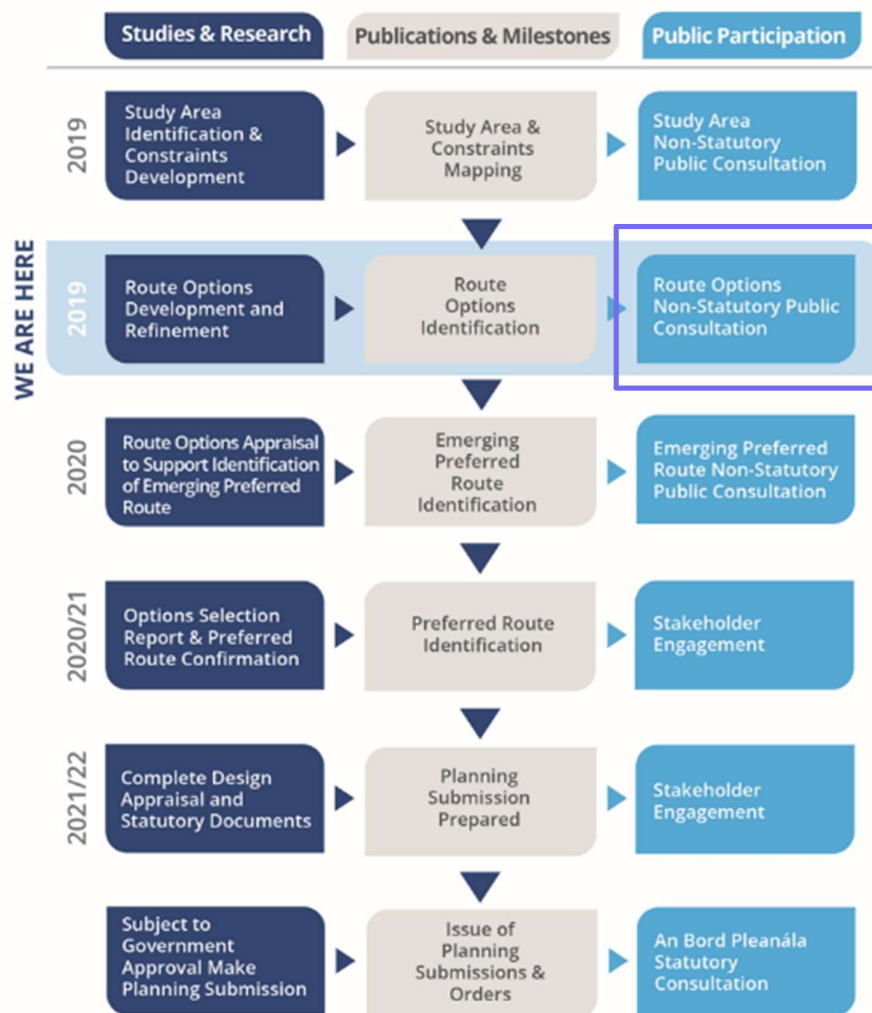 Studies & Research
Publications & Milestones
Public Participation
2019
Study Area
Identification &
Constraints
Development
Study Area &
Constraints
Mapping
Study Area
Non-Statutory
Public Consultation
WE ARE HERE
2019
Route Options
Development and
Refinement
Route
Options
Identification
Route Options
Non-Statutory Public
Consultation
2020
Route Options Appraisal
to Support Identification
of Emerging Preferred
Route
Emerging
Preferred
Route
Identification
Emerging Preferred
Route Non-Statutory
Public Consultation
2020/21
Options Selection
Report & Preferred
Route Confirmation
Preferred Route
Identification
Stakeholder
Engagement
2021/22
Complete Design
Appraisal and
Statutory Documents
Planning
Submission
Prepared
Stakeholder
Engagement
Subject to
Government
Approval Make
Planning Submission
Issue of
Planning
Submissions &
Orders
An Bord Pleanála
Statutory
Consultation